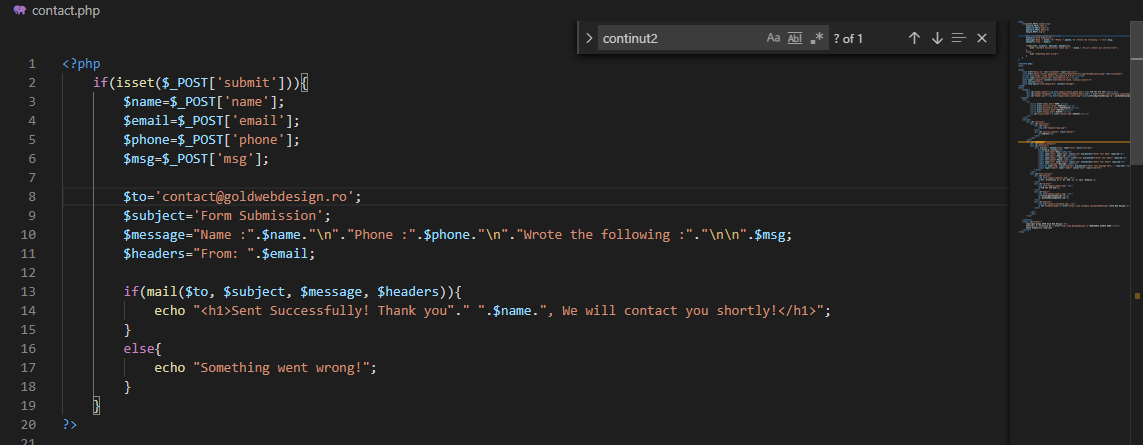 contact.php
continut2 Aa Abl .* ? of 1
1 <?php
2 if(isset($_POST['submit'])){
3 $name=$_POST['name'];
4 $email=$_POST['email'];
5 $phone=$_POST['phone'];
6 $msg=$_POST['msg'];
7
8 $to='contact@goldwebdesign.ro';
9 $subject='Form Submission';
10 $message="Name :".$name."\n"."Phone :".$phone."\n"."Wrote the following :"."\n\n".$msg;
11 $headers="From: ".$email;
12
13 if(mail($to, $subject, $message, $headers)){
14 echo "<h1>Sent Successfully! Thank you"." ".$name.", We will contact you shortly!</h1>";
15 }
16 else{
17 echo "Something went wrong!";
18 }
19 }
20 ?>
21